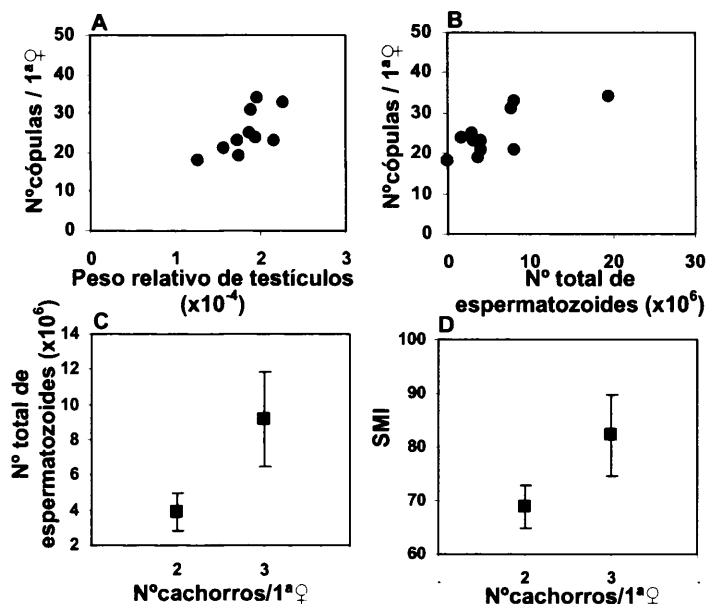 A
Nºcópulas / 1ª♀
50
40
30
20
10
0
0 1 2 3
Peso relativo de testículos
(x10⁻⁴)
B
Nºcópulas / 1ª♀
50
40
30
20
10
0
0 10 20 30
Nº total de
espermatozoides (x10⁶)
C
Nº total de
espermatozoides (x10⁶)
14
12
10
8
6
4
2
2 3
Nºcachorros/1ª♀
D
SMI
100
90
80
70
60
2 3
Nºcachorros/1ª♀